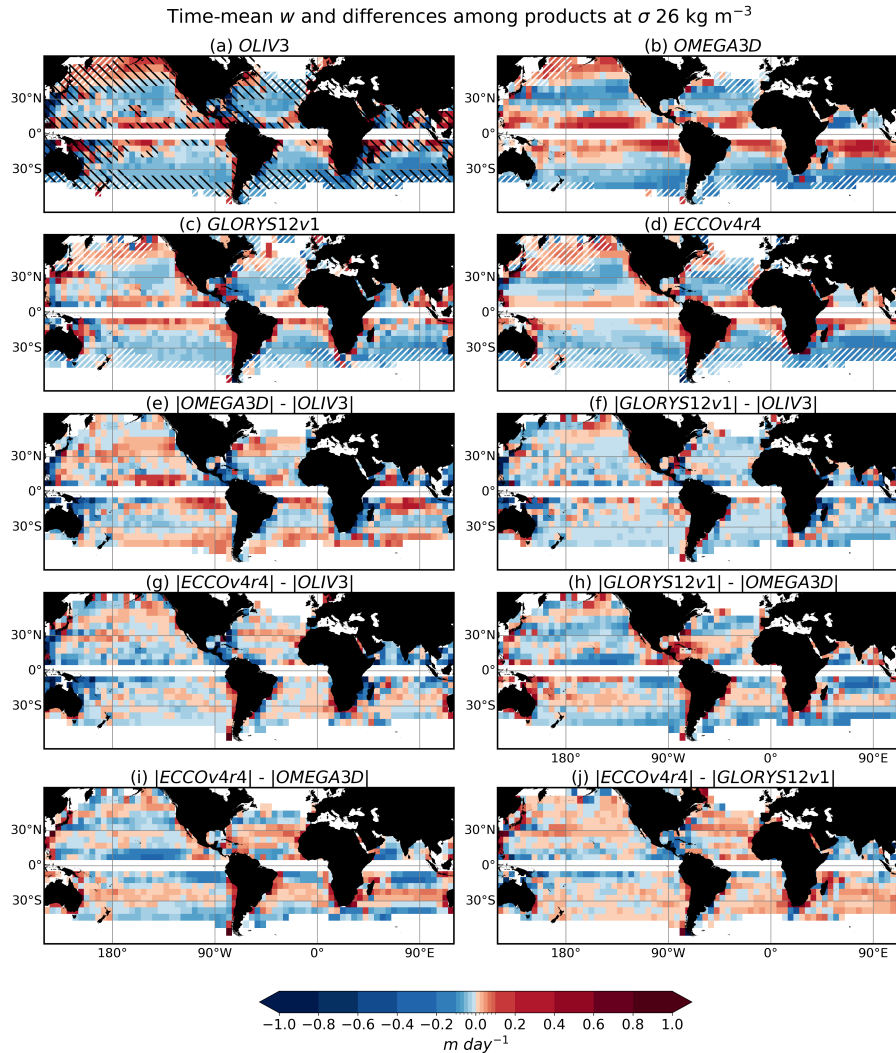 Time-mean w and differences among products at σ 26 kg m⁻³
(a) OLIV3
(b) OMEGA3D
30°N
0°
30°S
(c) GLORYS12v1
(d) ECCOv4r4
30°N
0°
30°S
(e) |OMEGA3D| - |OLIV3|
(f) |GLORYS12v1| - |OLIV3|
30°N
0°
30°S
(g) |ECCOv4r4| - |OLIV3|
(h) |GLORYS12v1| - |OMEGA3D|
30°N
0°
30°S
180° 90°W 0° 90°E
(i) |ECCOv4r4| - |OMEGA3D|
(j) |ECCOv4r4| - |GLORYS12v1|
30°N
0°
30°S
180° 90°W 0° 90°E
180° 90°W 0° 90°E
−1.0 −0.8 −0.6 −0.4 −0.2 0.0 0.2 0.4 0.6 0.8 1.0
m day⁻¹